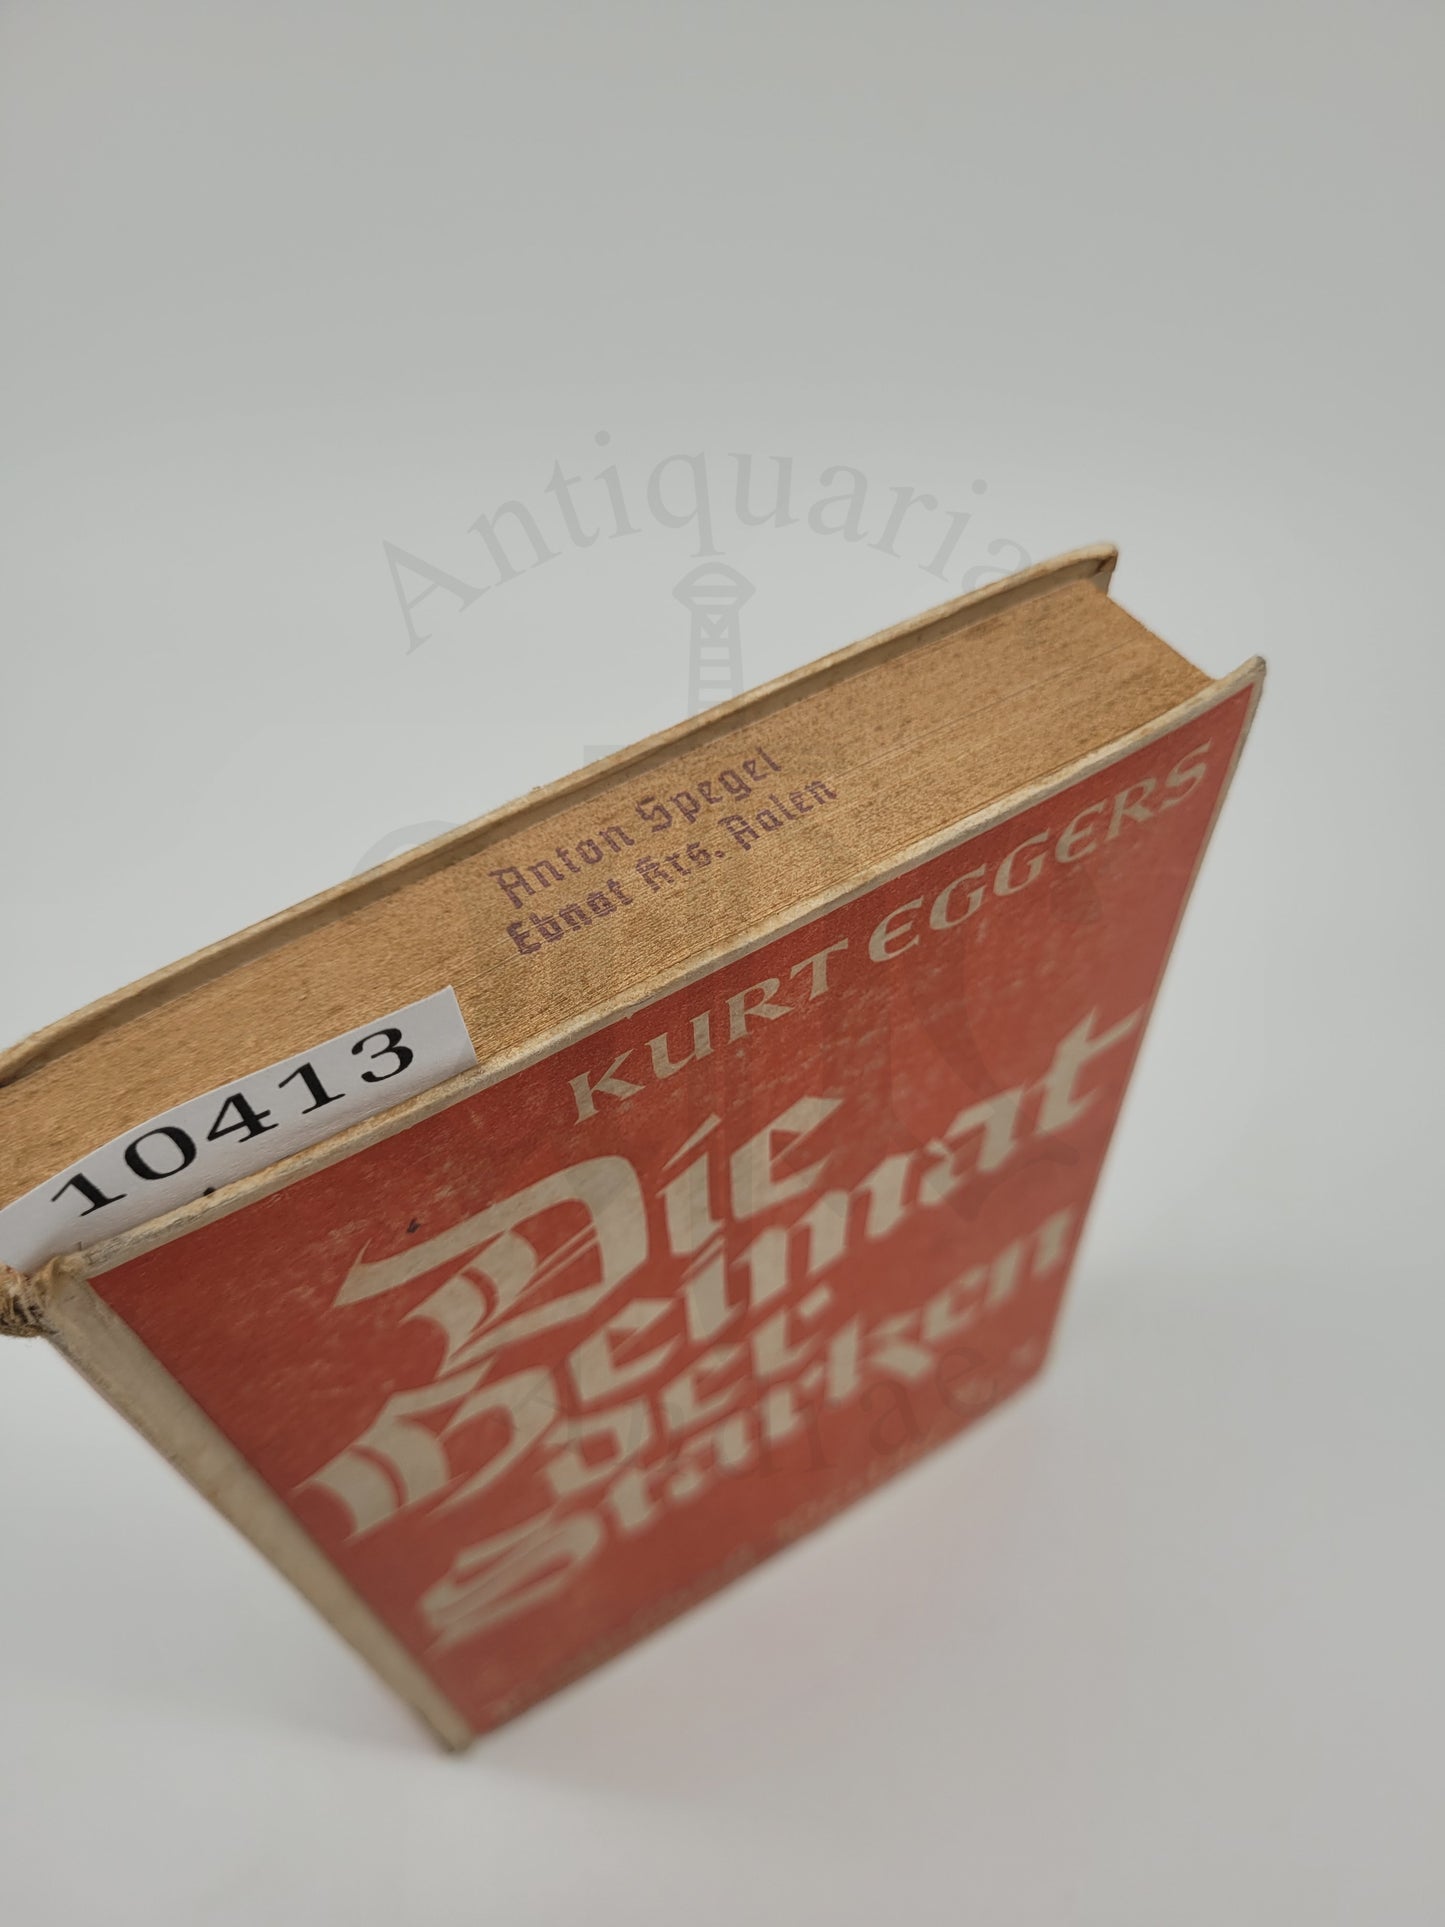 Antiquaria
Anton Spegel
Ebnat Krs. Aalen
10413
KURT EGGERS
Die
Heimat
der
Starken